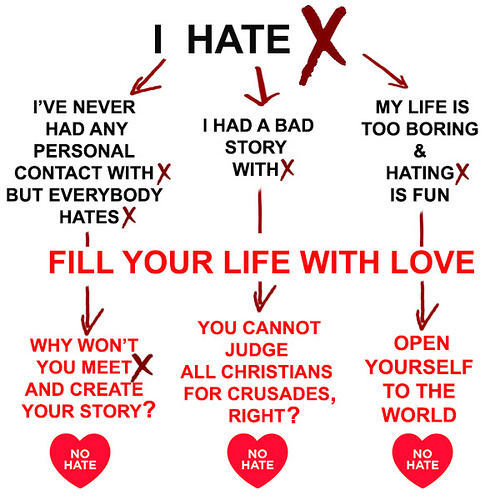 I HATE X
I'VE NEVER
HAD ANY
PERSONAL
CONTACT WITH X
BUT EVERYBODY
HATES X
I HAD A BAD
STORY
WITH X
MY LIFE IS
TOO BORING
&
HATING X
IS FUN
FILL YOUR LIFE WITH LOVE
WHY WON'T
YOU MEET X
AND CREATE
YOUR STORY?
YOU CANNOT
JUDGE
ALL CHRISTIANS
FOR CRUSADES,
RIGHT?
OPEN
YOURSELF
TO THE
WORLD
NO
HATE
NO
HATE
NO
HATE